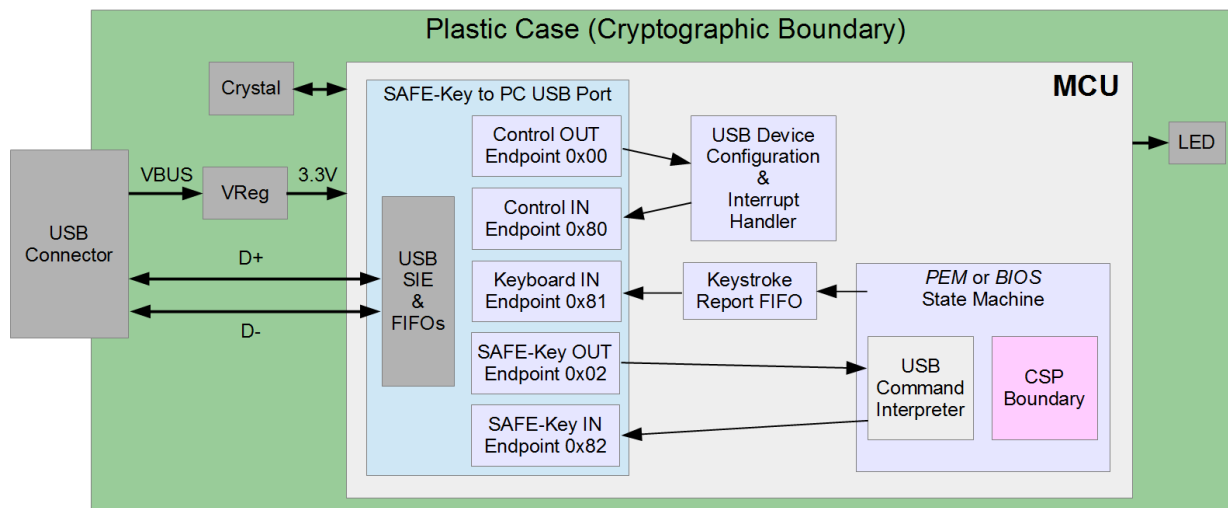 Plastic Case (Cryptographic Boundary)
MCU
Crystal
SAFE-Key to PC USB Port
Control OUT
Endpoint 0x00
USB Device
Configuration
&
Interrupt
Handler
LED
VBUS
VReg
3.3V
USB
Connector
Control IN
Endpoint 0x80
D+
D-
USB
SIE
&
FIFOs
Keyboard IN
Endpoint 0x81
Keystroke
Report FIFO
PEM or BIOS
State Machine
SAFE-Key OUT
Endpoint 0x02
USB
Command
Interpreter
CSP
Boundary
SAFE-Key IN
Endpoint 0x82